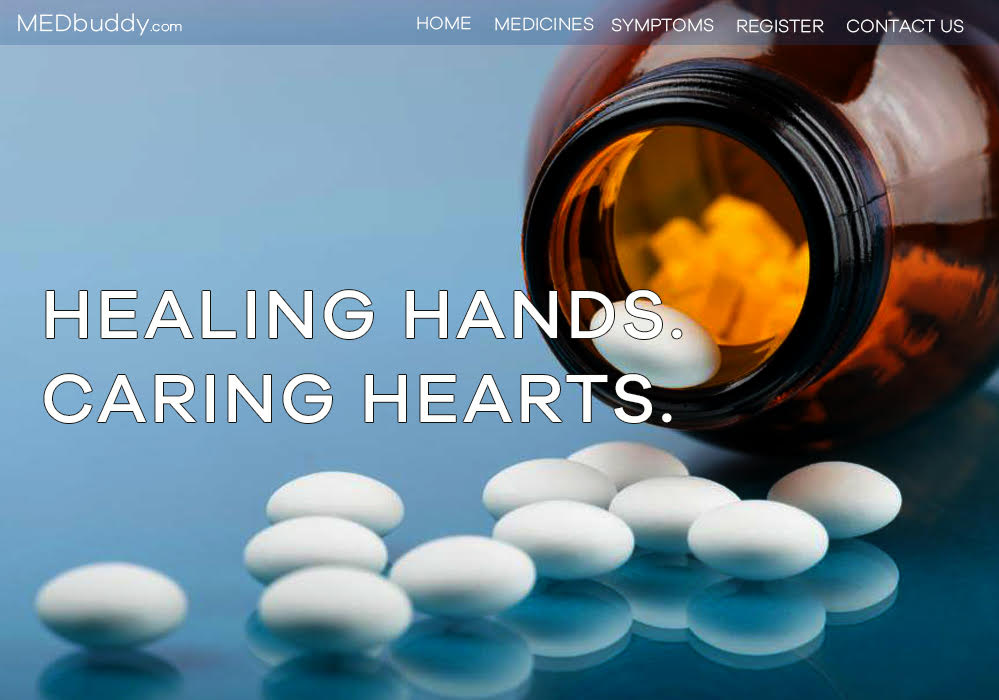 MEDbuddy.com
HOME MEDICINES SYMPTOMS REGISTER CONTACT US
HEALING HANDS.
CARING HEARTS.